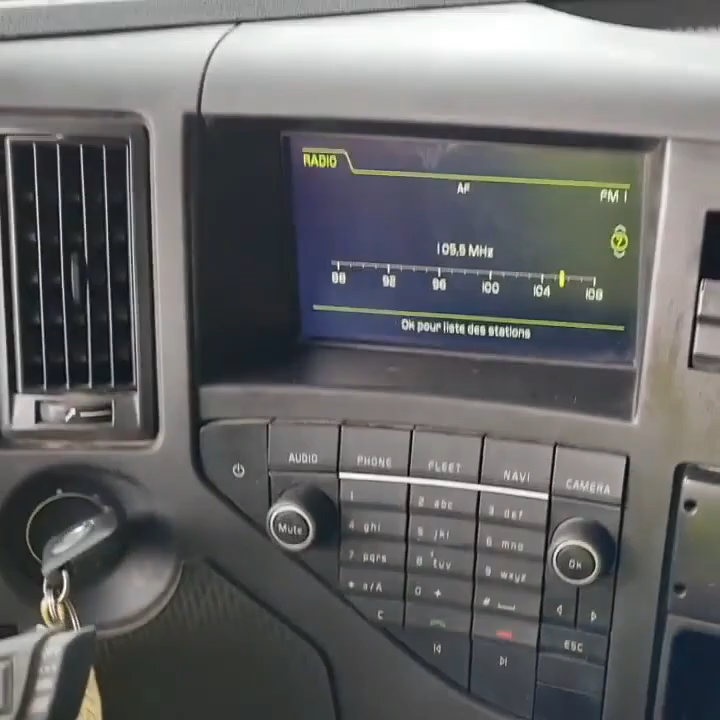 RADIO
AF
FM 1
105,5 MHz
88 92 96 100 104 108
Ok pour liste des stations
AUDIO PHONE FLEET NAVI CAMERA
Mute
1 2 abc 3 def
4 ghi 5 jkl 6 mno
7 pqrs 8 tuv 9 wxyz
* a/A 0 + #
C
OK
ESC